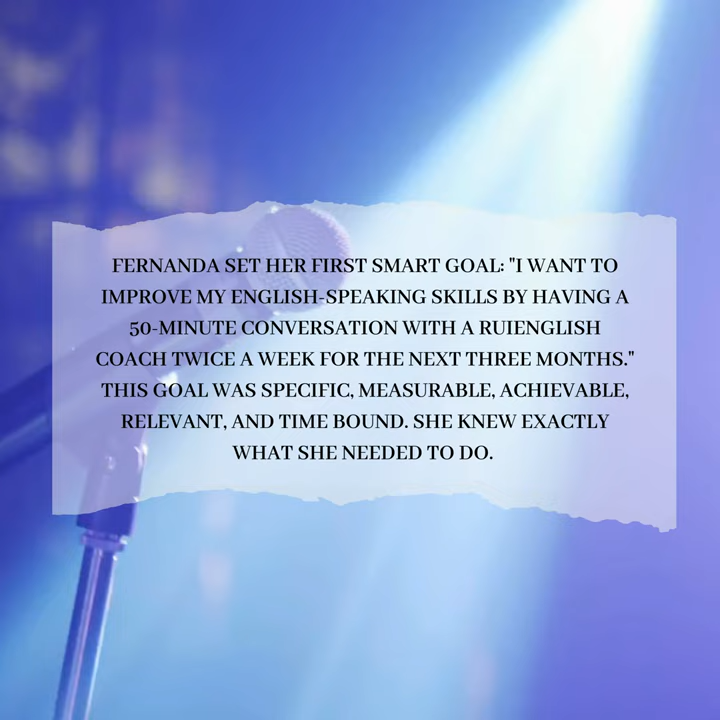 FERNANDA SET HER FIRST SMART GOAL: "I WANT TO
IMPROVE MY ENGLISH-SPEAKING SKILLS BY HAVING A
50-MINUTE CONVERSATION WITH A RUIENGLISH
COACH TWICE A WEEK FOR THE NEXT THREE MONTHS."
THIS GOAL WAS SPECIFIC, MEASURABLE, ACHIEVABLE,
RELEVANT, AND TIME BOUND. SHE KNEW EXACTLY
WHAT SHE NEEDED TO DO.